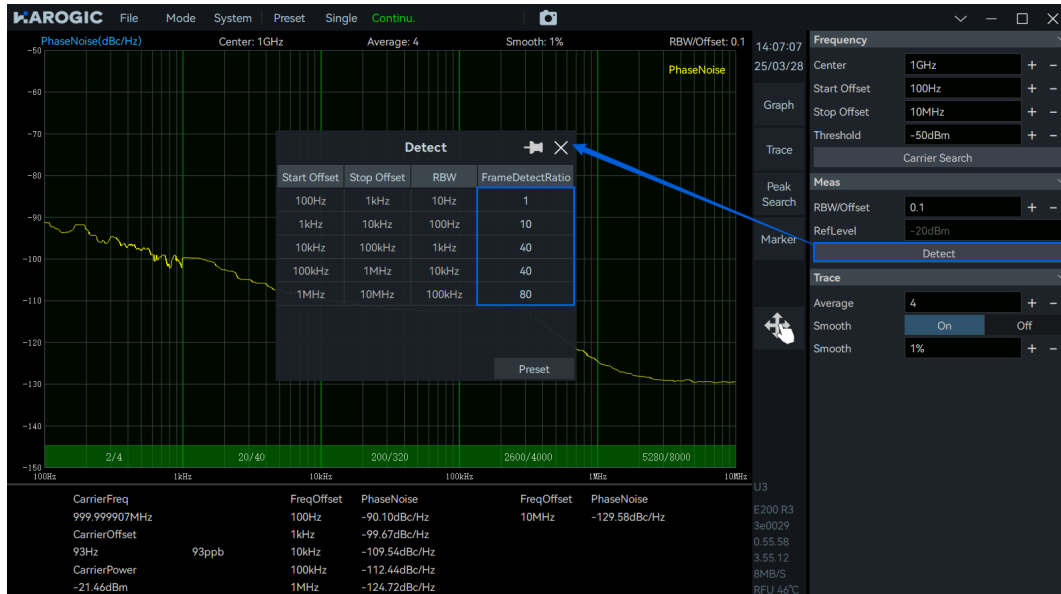 HAROGIC File Mode System Preset Single Continu.
PhaseNoise(dBc/Hz) Center: 1GHz Average: 4 Smooth: 1% RBW/Offset: 0.1
PhaseNoise
-50
-60
-70
-80
-90
-100
-110
-120
-130
-140
-150
Detect
Start Offset Stop Offset RBW FrameDetectRatio
100Hz 1kHz 10Hz 1
1kHz 10kHz 100Hz 10
10kHz 100kHz 1kHz 40
100kHz 1MHz 10kHz 40
1MHz 10MHz 100kHz 80
Preset
2/4 20/40 200/320 2600/4000 5280/8000
100Hz 1kHz 10kHz 100kHz 1MHz 10MHz
CarrierFreq FreqOffset PhaseNoise FreqOffset PhaseNoise
999.999907MHz 100Hz -90.10dBc/Hz 10MHz -129.58dBc/Hz
CarrierOffset 1kHz -99.67dBc/Hz
93Hz 93ppb 10kHz -109.54dBc/Hz
CarrierPower 100kHz -112.44dBc/Hz
-21.46dBm 1MHz -124.72dBc/Hz
14:07:07
25/03/28
Graph
Trace
Peak
Search
Marker
U3
E200 R3
3e0029
0.55.58
3.55.12
8MB/S
RFU 46°C
Frequency
Center 1GHz + -
Start Offset 100Hz + -
Stop Offset 10MHz + -
Threshold -50dBm + -
Carrier Search
Meas
RBW/Offset 0.1 + -
RefLevel -20dBm
Detect
Trace
Average 4 + -
Smooth On Off
Smooth 1% + -